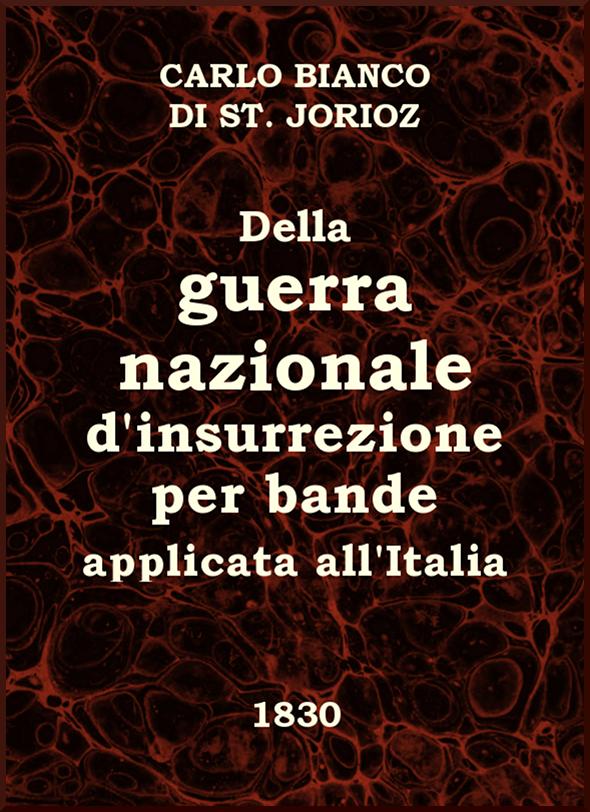 CARLO BIANCO
DI ST. JORIOZ
Della
guerra
nazionale
d'insurrezione
per bande
applicata all'Italia
1830